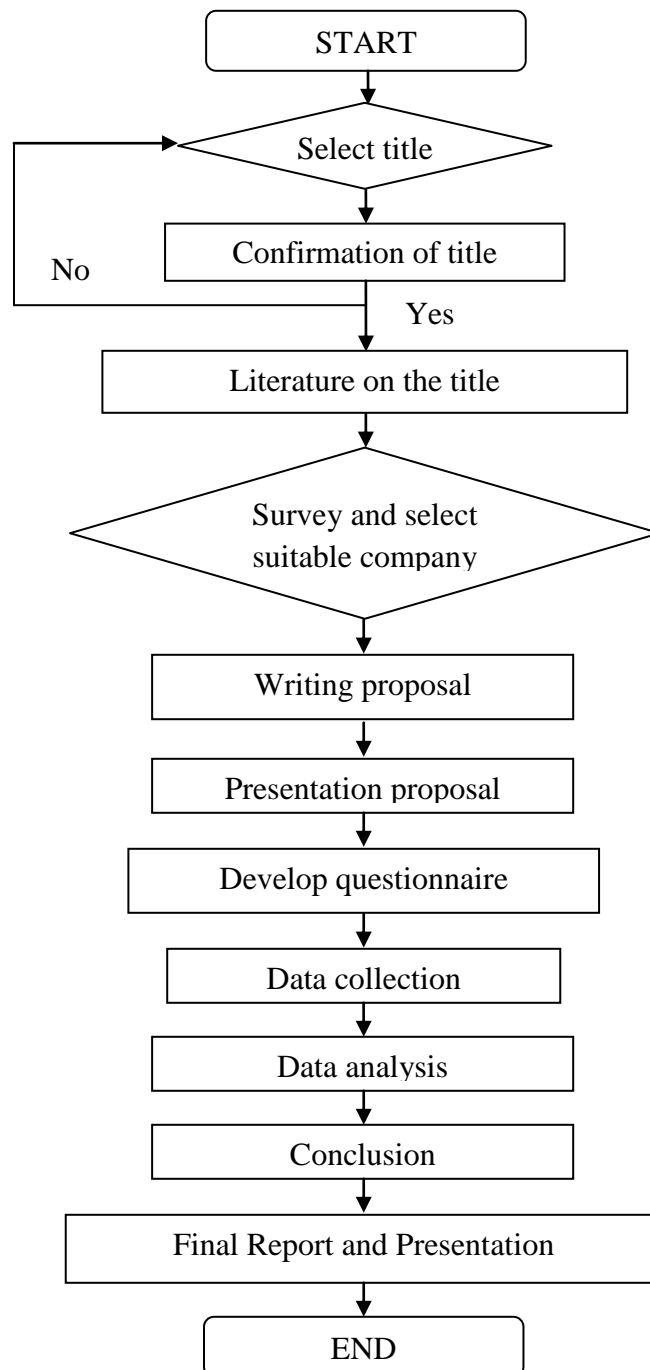 START
Select title
Confirmation of title
No
Yes
Literature on the title
Survey and select
suitable company
Writing proposal
Presentation proposal
Develop questionnaire
Data collection
Data analysis
Conclusion
Final Report and Presentation
END